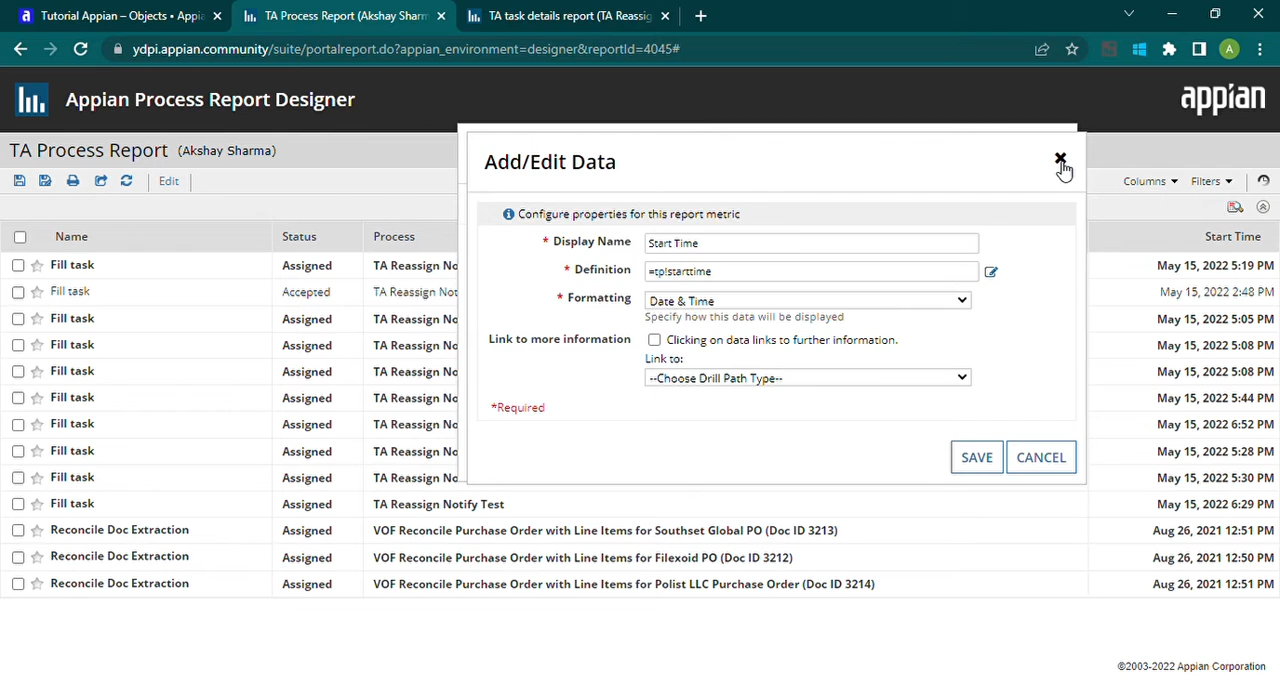 Tutorial Appian – Objects • Appia
TA Process Report (Akshay Sharm
TA task details report (TA Reassig
ydpi.appian.community/suite/portalreport.do?appian_environment=designer&reportId=4045#
A
Appian Process Report Designer
appian
TA Process Report (Akshay Sharma)
Edit
Columns
Filters
Name
Status
Process
Start Time
Fill task Assigned TA Reassign No May 15, 2022 5:19 PM
Fill task Accepted TA Reassign Not May 15, 2022 2:48 PM
Fill task Assigned TA Reassign No May 15, 2022 5:05 PM
Fill task Assigned TA Reassign No May 15, 2022 5:08 PM
Fill task Assigned TA Reassign No May 15, 2022 5:08 PM
Fill task Assigned TA Reassign No May 15, 2022 5:44 PM
Fill task Assigned TA Reassign No May 15, 2022 6:52 PM
Fill task Assigned TA Reassign No May 15, 2022 5:28 PM
Fill task Assigned TA Reassign No May 15, 2022 5:30 PM
Fill task Assigned TA Reassign Notify Test May 15, 2022 6:29 PM
Reconcile Doc Extraction Assigned VOF Reconcile Purchase Order with Line Items for Southset Global PO (Doc ID 3213) Aug 26, 2021 12:51 PM
Reconcile Doc Extraction Assigned VOF Reconcile Purchase Order with Line Items for Filexoid PO (Doc ID 3212) Aug 26, 2021 12:50 PM
Reconcile Doc Extraction Assigned VOF Reconcile Purchase Order with Line Items for Polist LLC Purchase Order (Doc ID 3214) Aug 26, 2021 12:51 PM
Add/Edit Data
Configure properties for this report metric
* Display Name Start Time
* Definition =tp!starttime
* Formatting Date & Time
Specify how this data will be displayed
Link to more information Clicking on data links to further information.
Link to:
--Choose Drill Path Type--
*Required
SAVE
CANCEL
©2003-2022 Appian Corporation